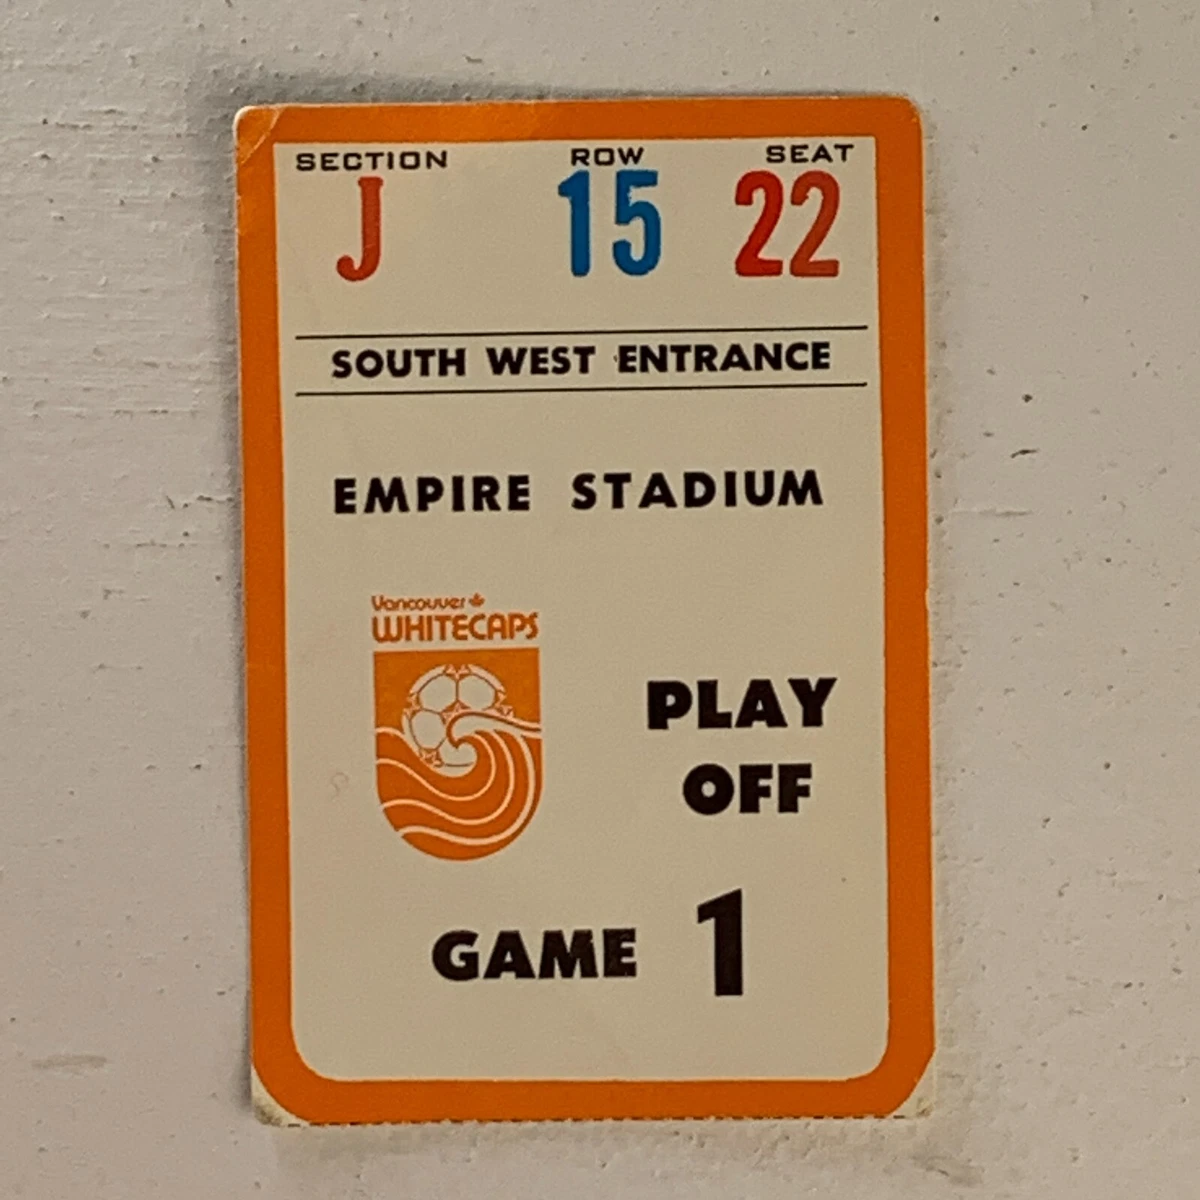 SECTION ROW SEAT
J 15 22
SOUTH WEST ENTRANCE
EMPIRE STADIUM
Vancouver
WHITECAPS
PLAY
OFF
GAME 1